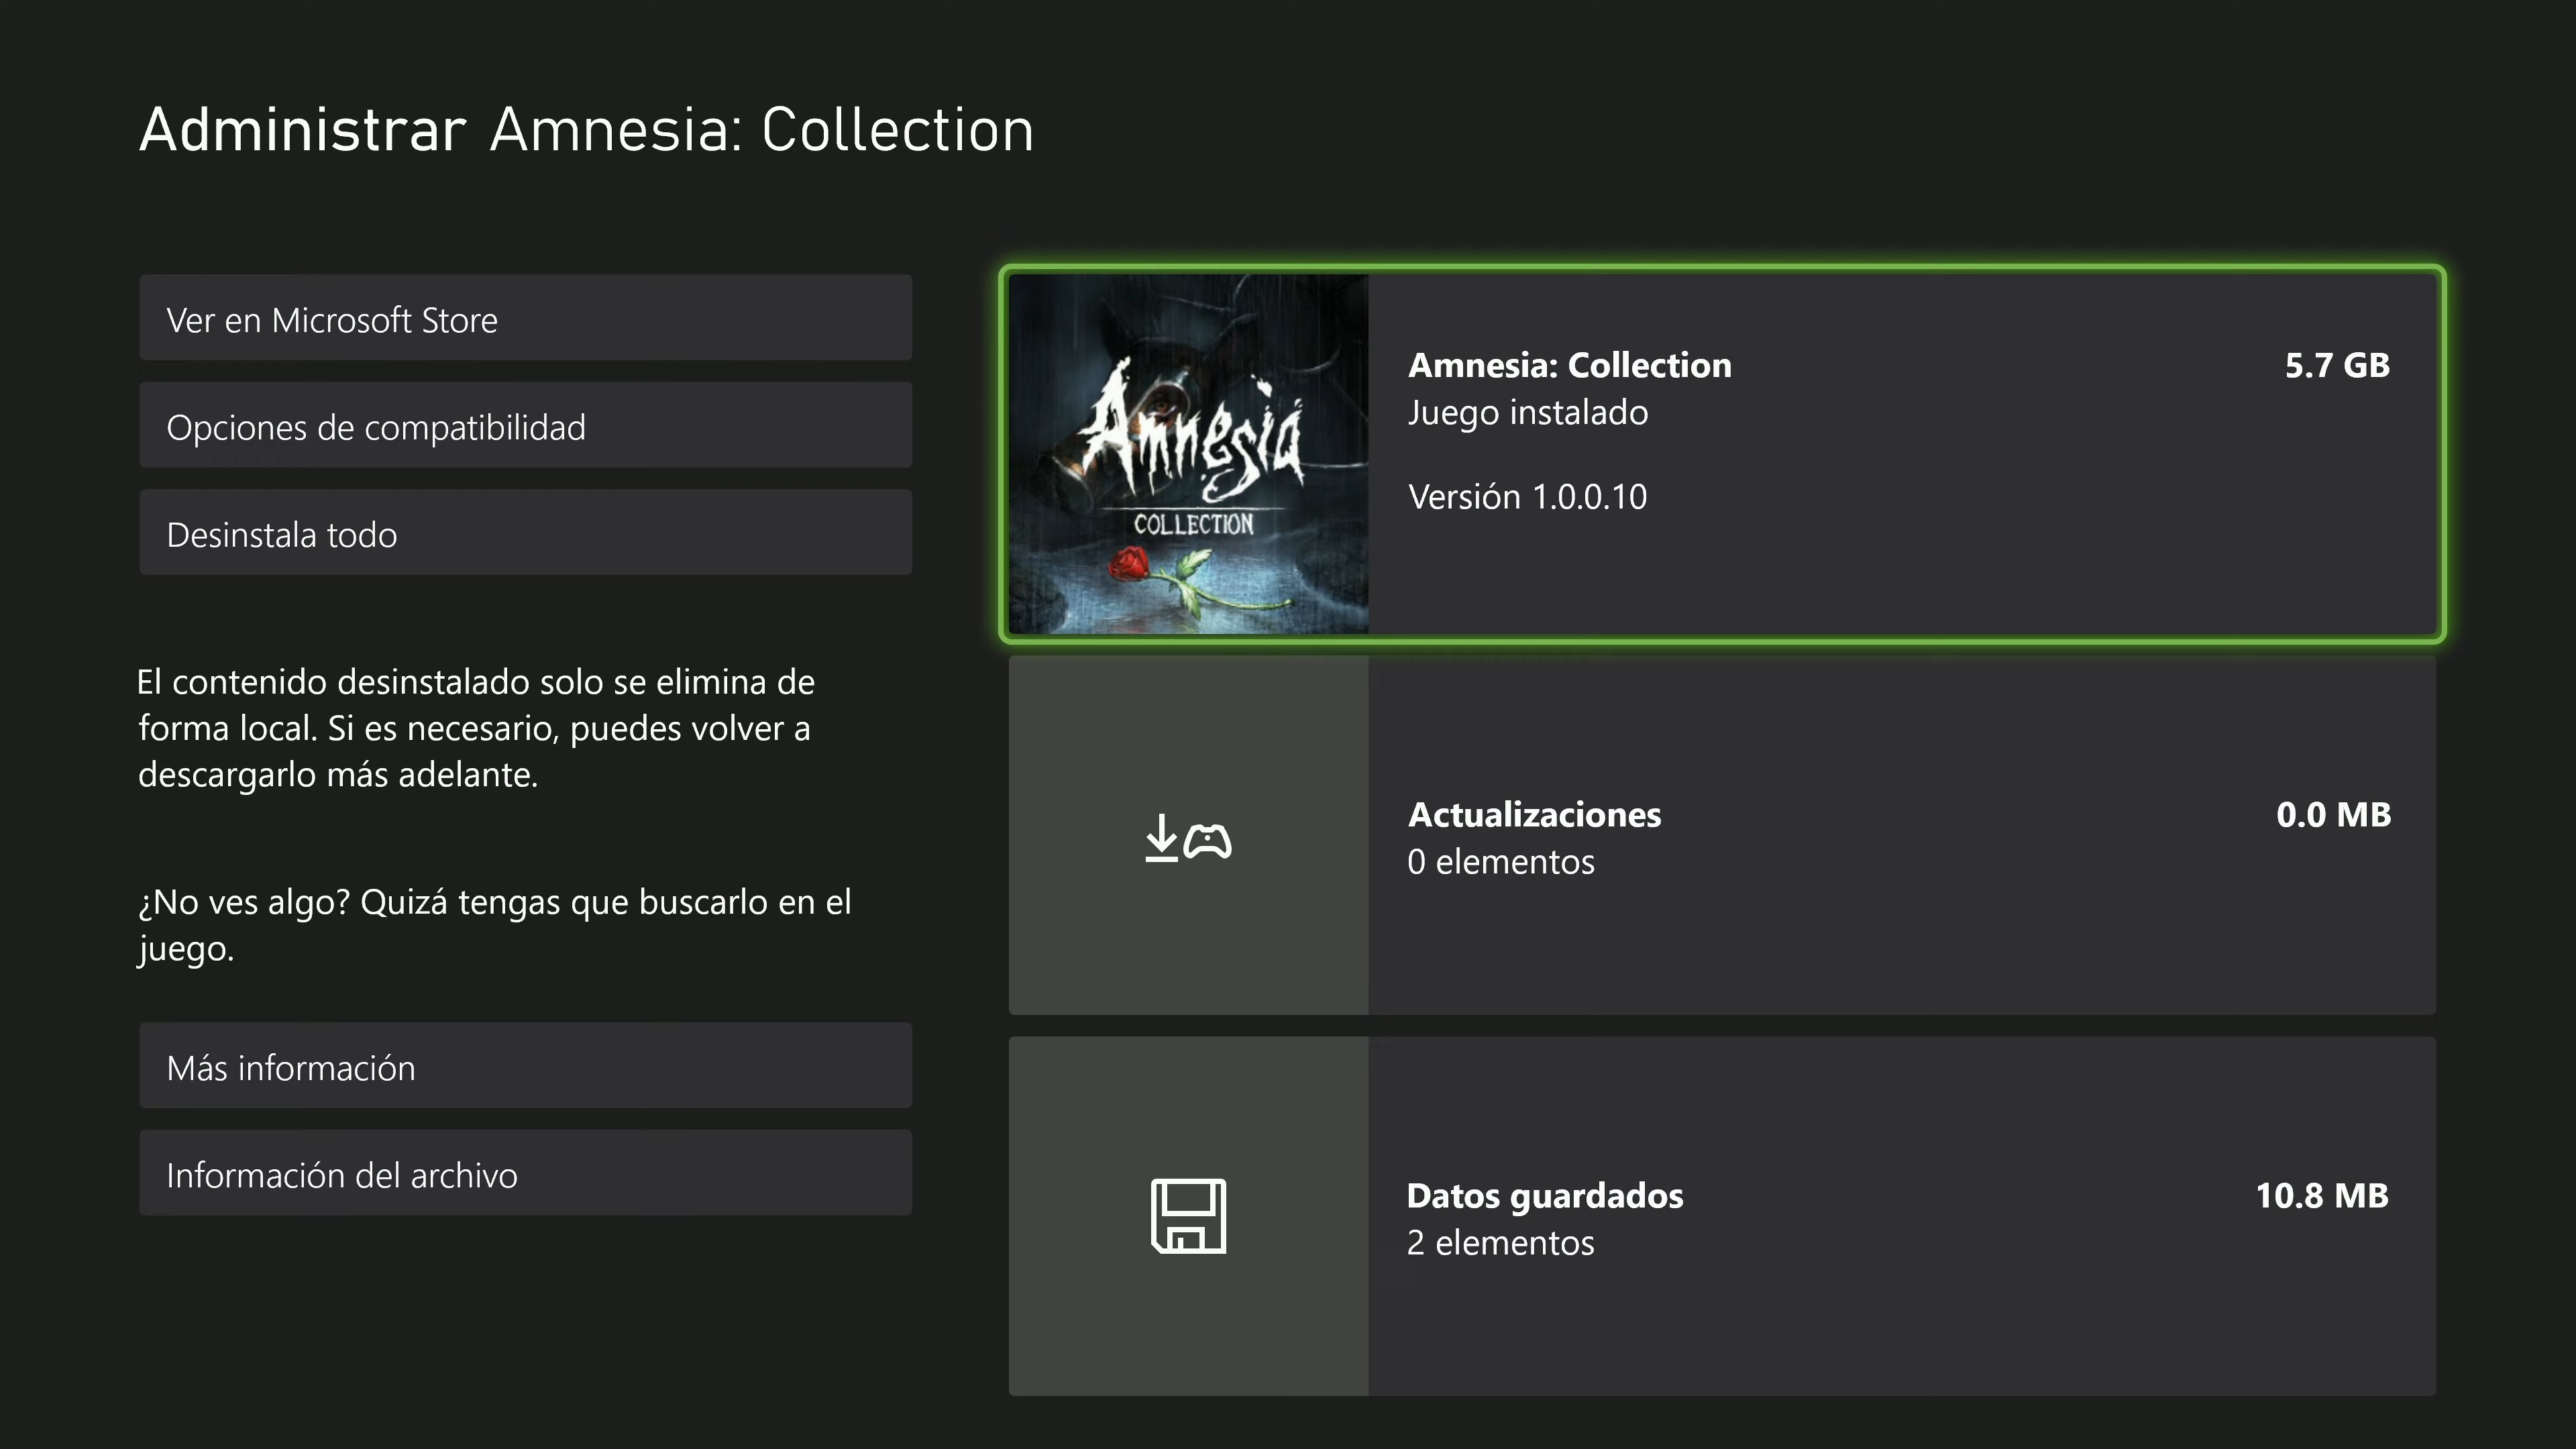 Administrar Amnesia: Collection
Ver en Microsoft Store
Opciones de compatibilidad
Desinstala todo
El contenido desinstalado solo se elimina de
forma local. Si es necesario, puedes volver a
descargarlo más adelante.
¿No ves algo? Quizá tengas que buscarlo en el
juego.
Más información
Información del archivo
Amnesia
COLLECTION
Amnesia: Collection 5.7 GB
Juego instalado
Versión 1.0.0.10
Actualizaciones 0.0 MB
0 elementos
Datos guardados 10.8 MB
2 elementos